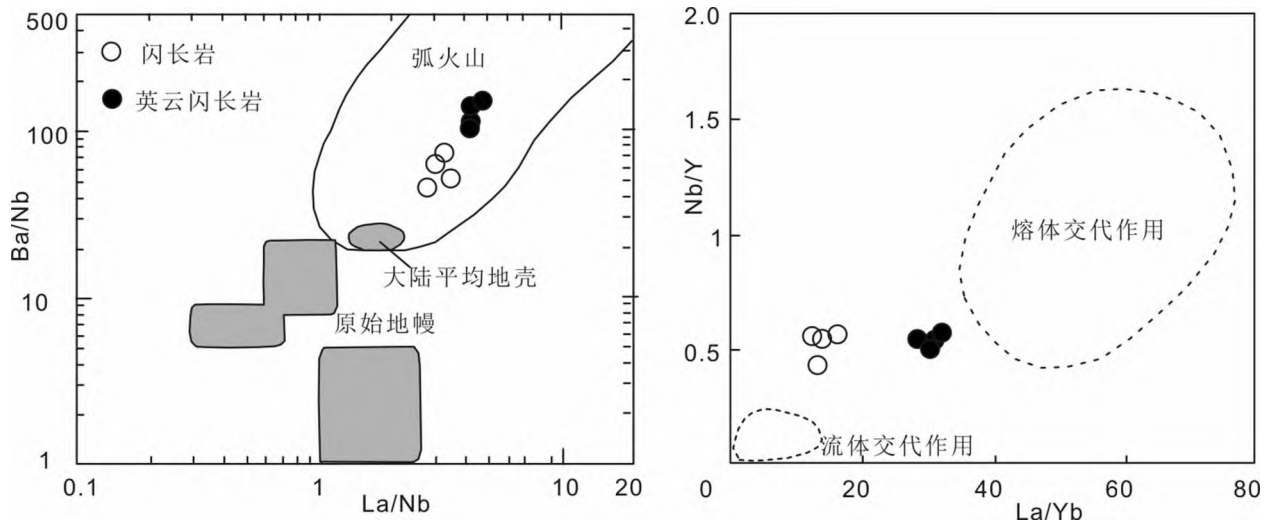 500
100
10
1
0.1
1
10
20
Ba/Nb
La/Nb
闪长岩
英云闪长岩
弧火山
大陆平均地壳
原始地幔
2.0
1.5
1
0.5
0
20
40
60
80
Nb/Y
La/Yb
熔体交代作用
流体交代作用